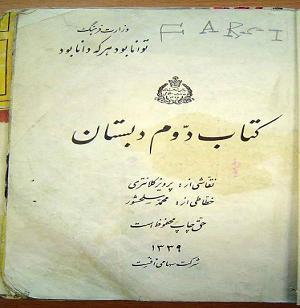 وزارت فرهنگ
FARSI
توانا بود هر که دانا بود
کتاب دوم دبستان
نقاشی از: پرویز کلانتری
خطاطی از: محمد سلحشور
حق چاپ محفوظ است
۱۳۳۹
شرکت سهامی افست